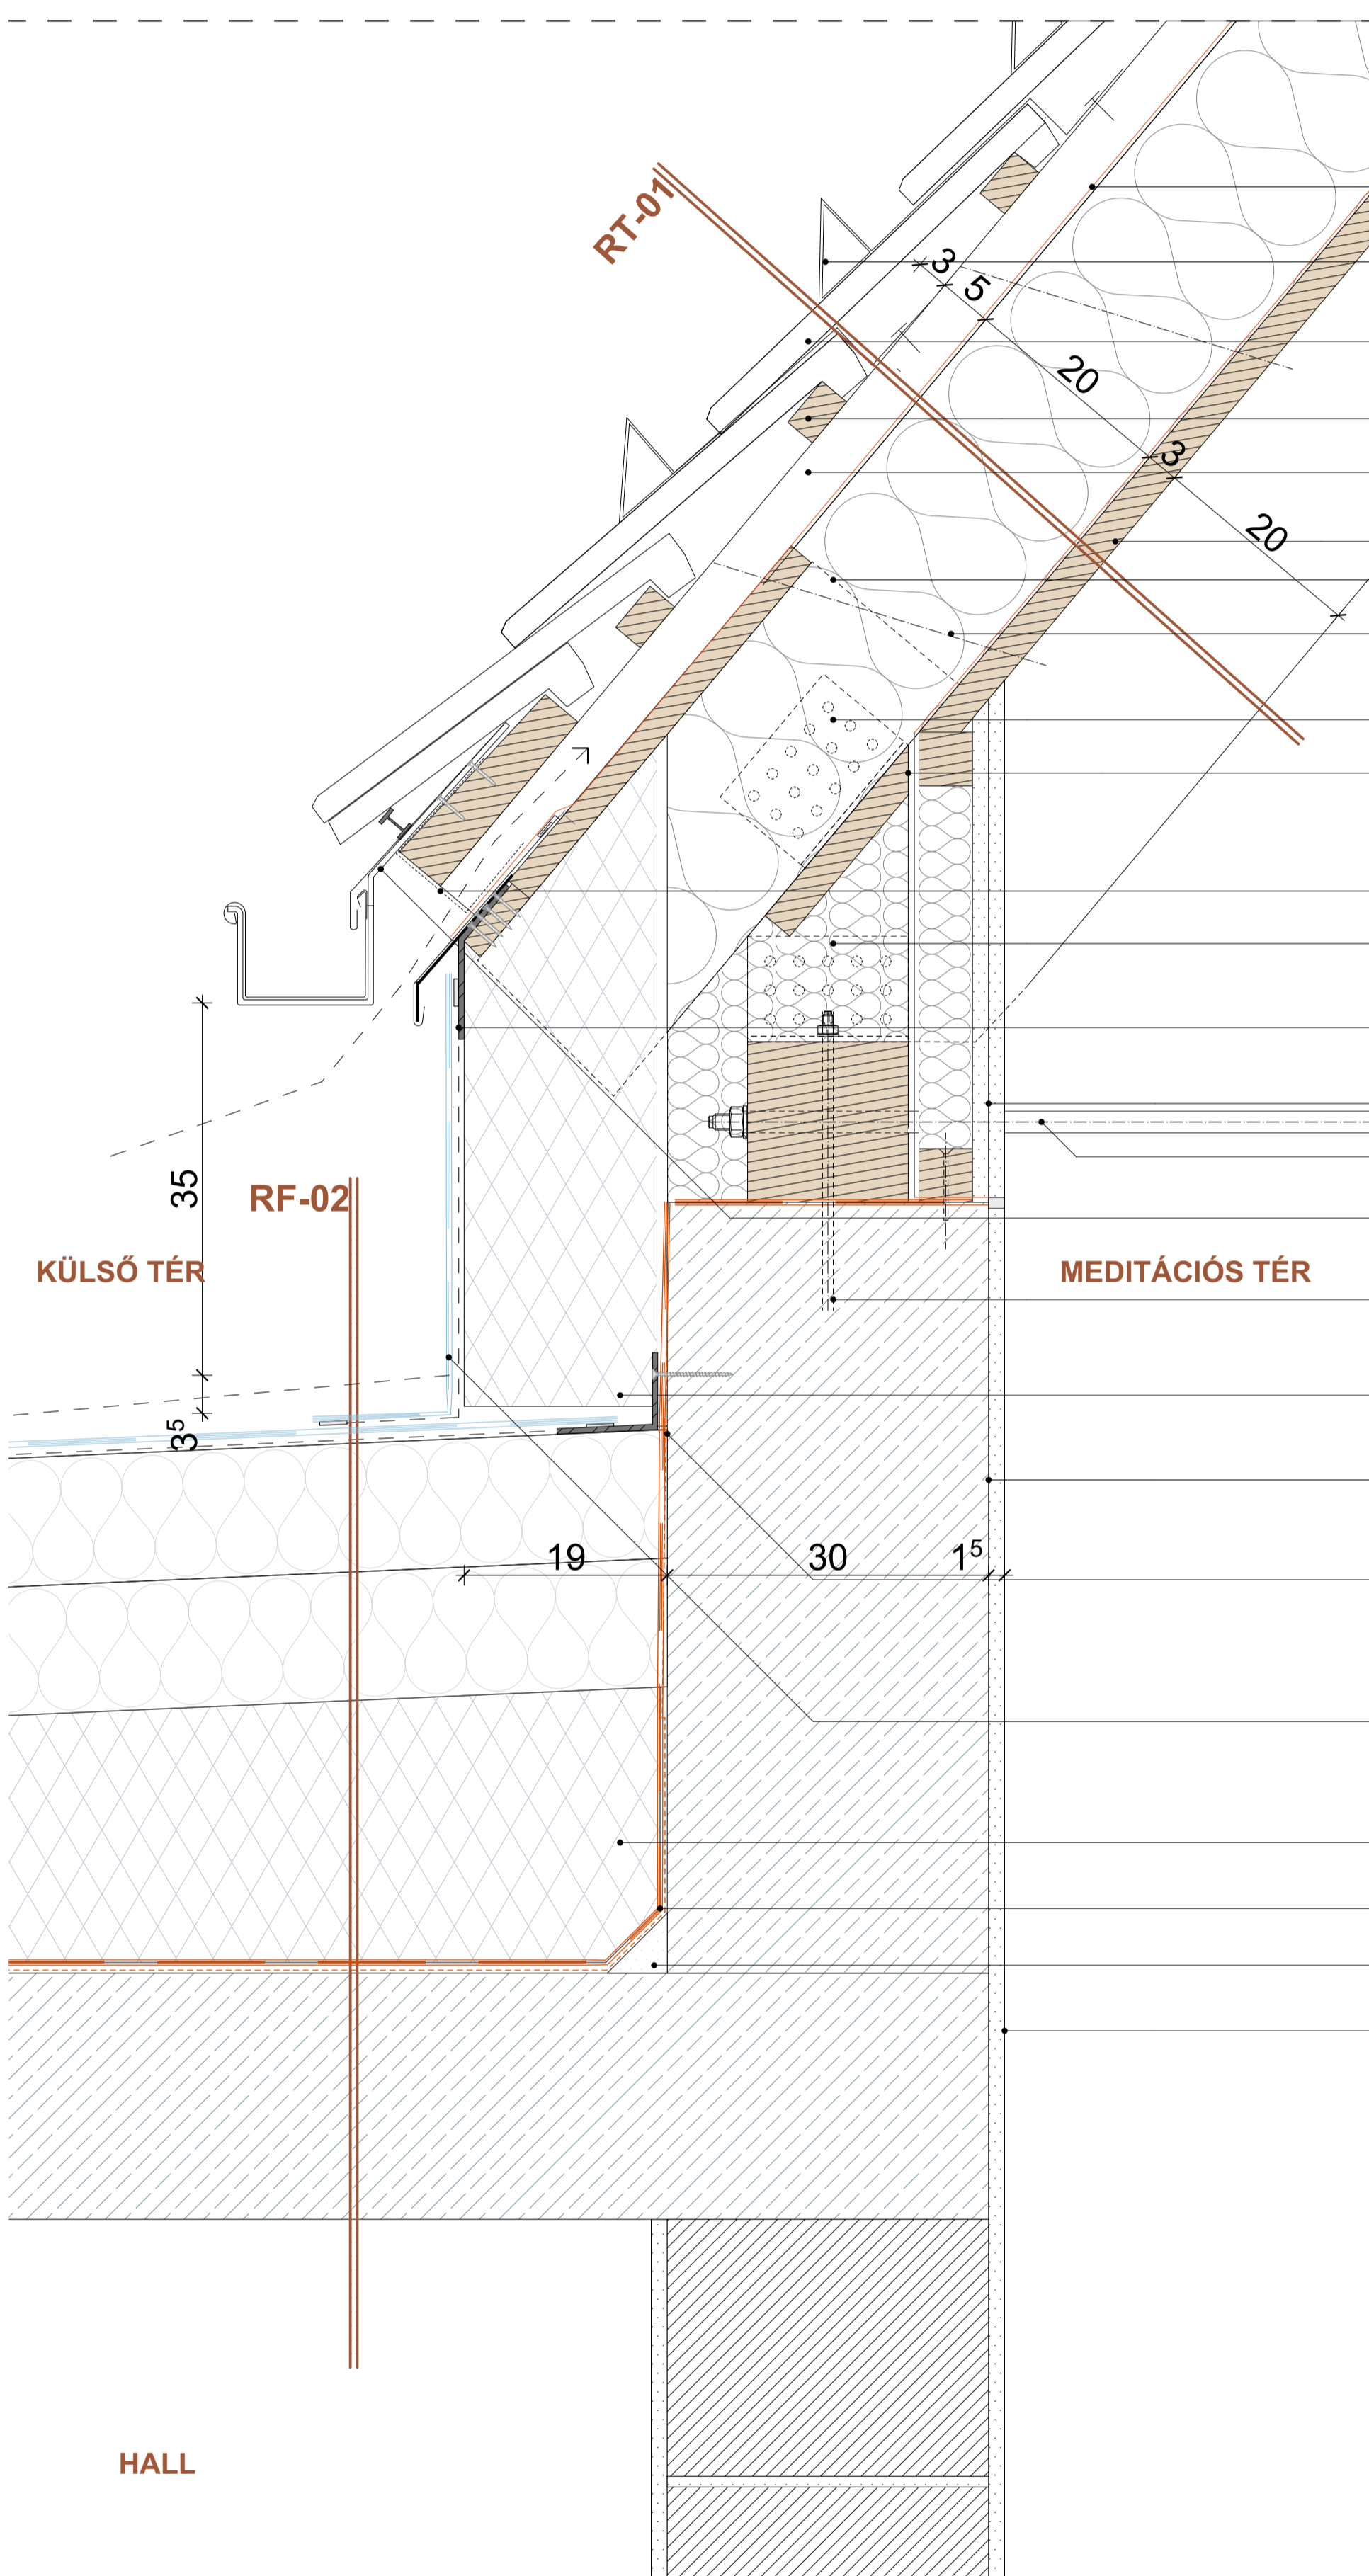 RT-01
3
5
20
3
20
35
RF-02
KÜLSŐ TÉR
MEDITÁCIÓS TÉR
3⁵
19
30
1⁵
HALL